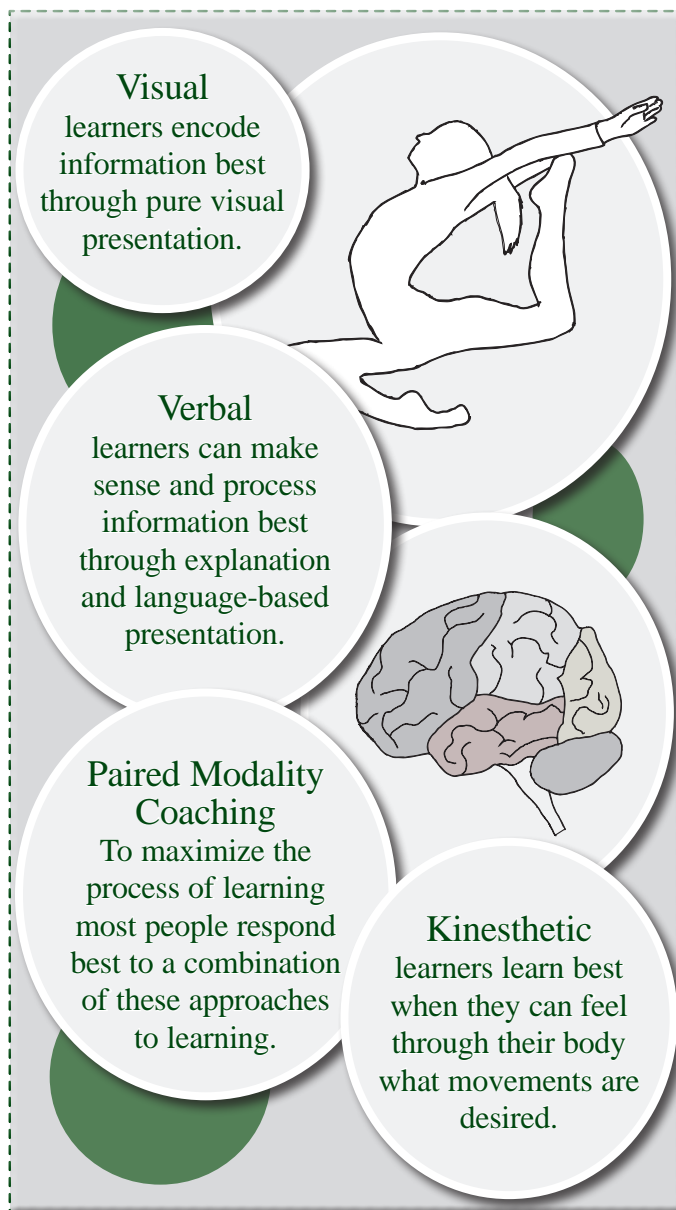 Visual
learners encode
information best
through pure visual
presentation.
Verbal
learners can make
sense and process
information best
through explanation
and language-based
presentation.
Paired Modality
Coaching
To maximize the
process of learning
most people respond
best to a combination
of these approaches
to learning.
Kinesthetic
learners learn best
when they can feel
through their body
what movements are
desired.